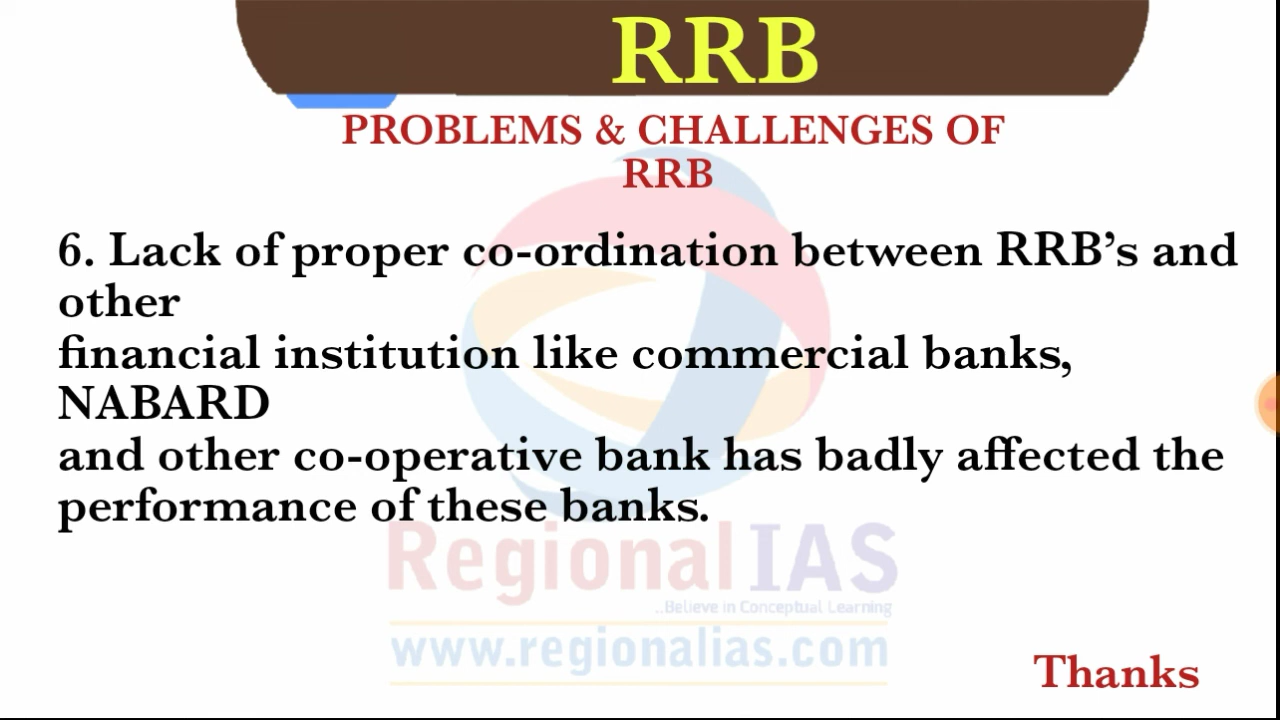 RRB
PROBLEMS & CHALLENGES OF
RRB
6. Lack of proper co-ordination between RRB’s and
other
financial institution like commercial banks,
NABARD
and other co-operative bank has badly affected the
performance of these banks.
Regional IAS
..Believe in Conceptual Learning
www.regionalias.com
Thanks